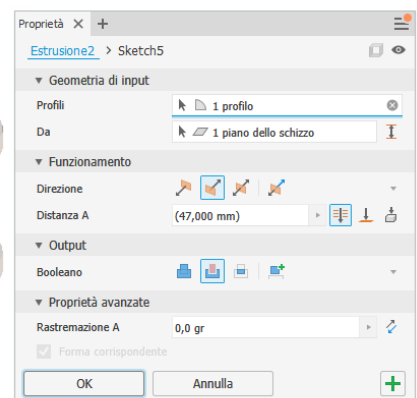 Proprietà
Estrusione2 > Sketch5
Geometria di input
Profili 1 profilo
Da 1 piano dello schizzo
Funzionamento
Direzione
Distanza A (47,000 mm)
Output
Booleano
Proprietà avanzate
Rastremazione A 0,0 gr
Forma corrispondente
OK Annulla